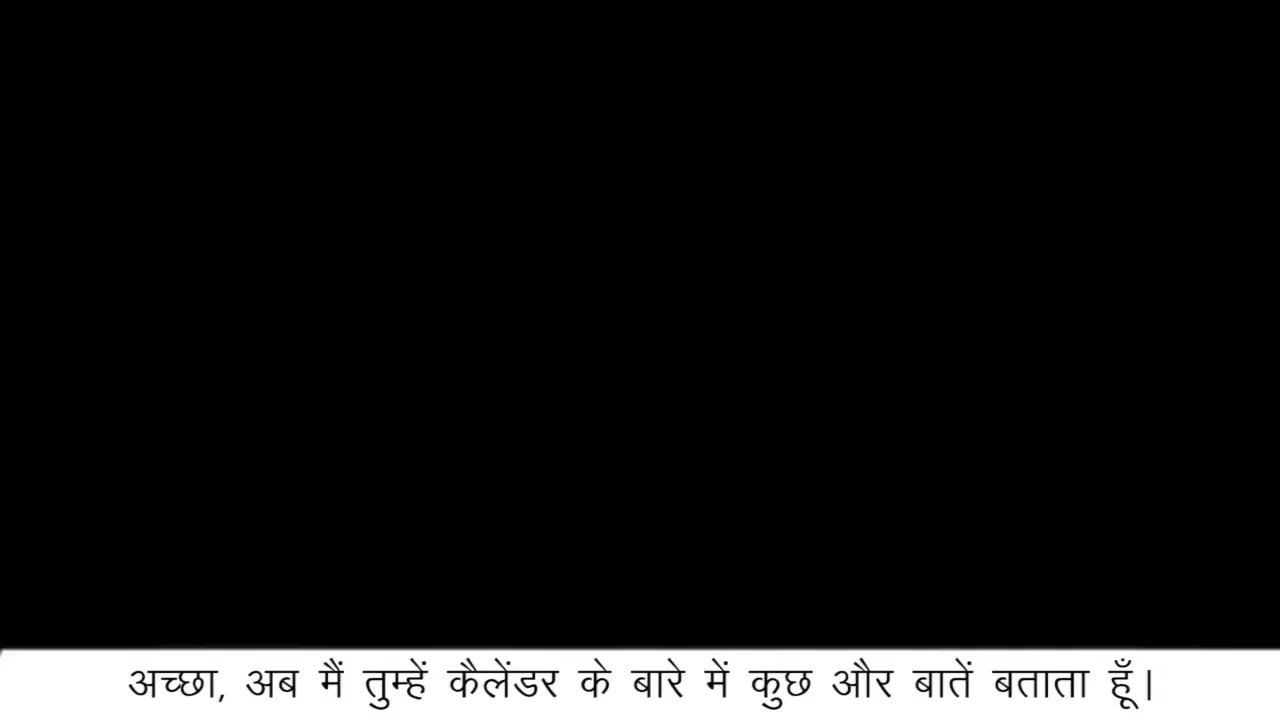 अच्छा, अब मैं तुम्हें कैलेंडर के बारे में कुछ और बातें बताता हूँ।